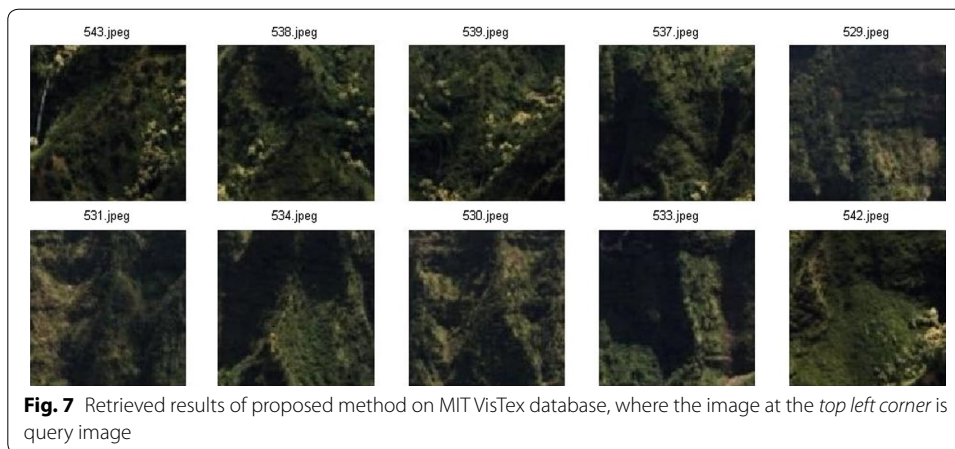 543.jpeg 538.jpeg 539.jpeg 537.jpeg 529.jpeg
531.jpeg 534.jpeg 530.jpeg 533.jpeg 542.jpeg
Fig. 7 Retrieved results of proposed method on MIT VisTex database, where the image at the top left corner is
query image